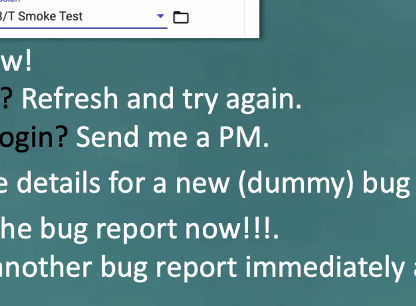 /T Smoke Test
w!
? Refresh and try again.
ogin? Send me a PM.
e details for a new (dummy) bug
he bug report now!!!.
another bug report immediately a